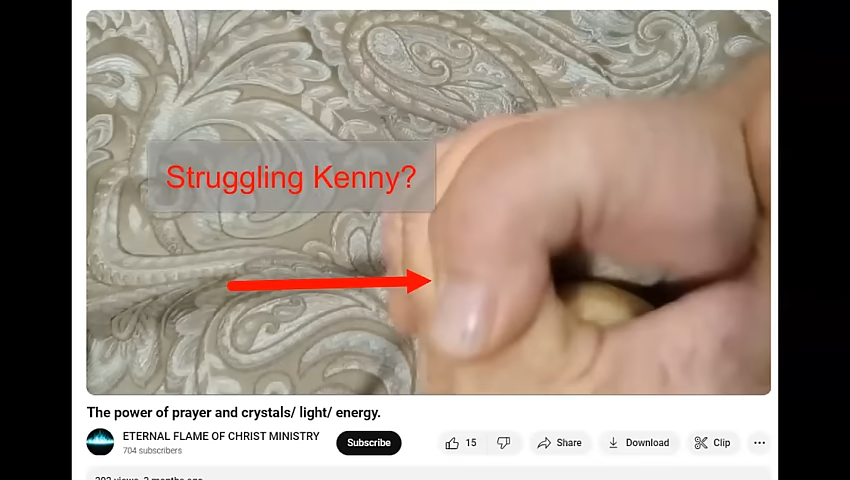 Struggling Kenny?
The power of prayer and crystals/ light/ energy.
ETERNAL FLAME OF CHRIST MINISTRY
704 subscribers
Subscribe
15
Share
Download
Clip